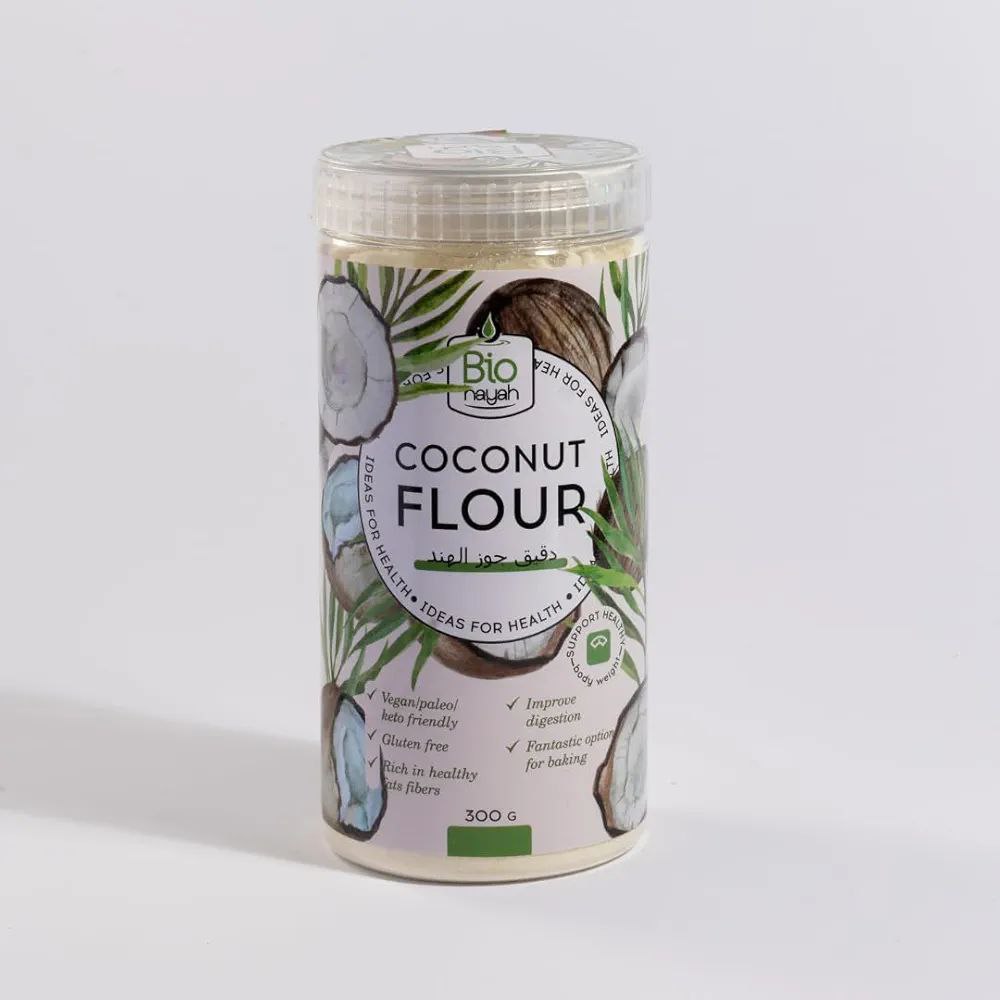 Bio
nayah
COCONUT
FLOUR
دقيق جوز الهند
IDEAS FOR HEALTH • IDEAS FOR HEALTH •
IDEAS FOR HEA
SUPPORT HEALTHY
body weight
✓ Vegan/paleo/
keto friendly
✓ Gluten free
✓ Rich in healthy
fats fibers
✓ Improve
digestion
✓ Fantastic option
for baking
300 G